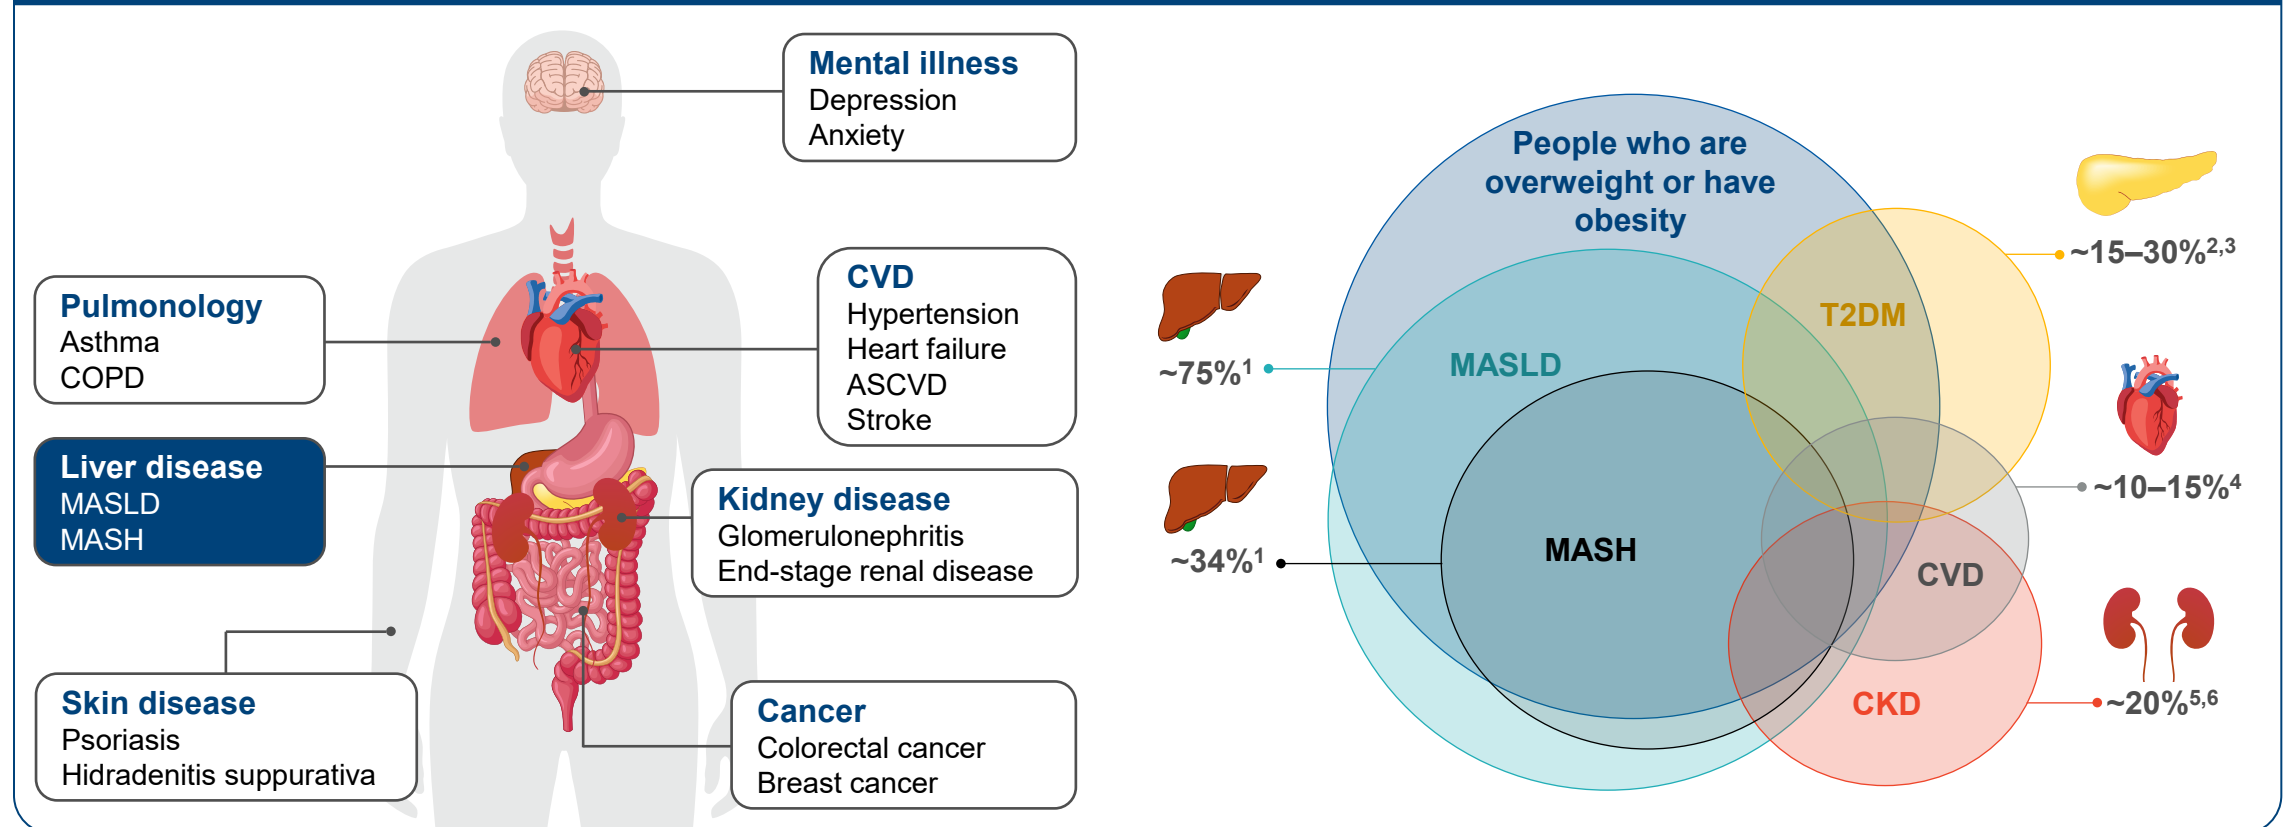 Mental illness
Depression
Anxiety
Pulmonology
Asthma
COPD
CVD
Hypertension
Heart failure
ASCVD
Stroke
Liver disease
MASLD
MASH
Kidney disease
Glomerulonephritis
End-stage renal disease
Skin disease
Psoriasis
Hidradenitis suppurativa
Cancer
Colorectal cancer
Breast cancer
People who are
overweight or have
obesity
T2DM
MASLD
MASH
CVD
CKD
~75%1
~34%1
~15–30%2,3
~10–15%4
~20%5,6